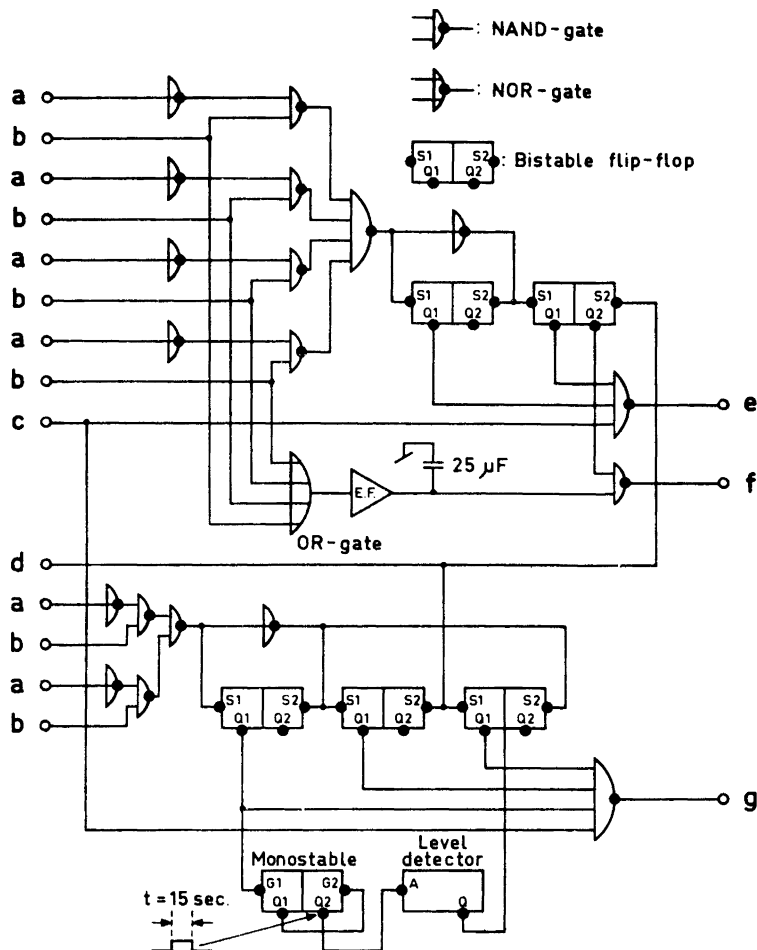 : NAND-gate
a
: NOR-gate
b
a
S1 S2 : Bistable flip-flop
Q1 Q2
b
a
b
S1 S2 S1 S2
Q1 Q2 Q1 Q2
a
b
e
c
25 µF
E.F.
f
OR-gate
d
a
b
a
S1 S2 S1 S2 S1 S2
Q1 Q2 Q1 Q2 Q1 Q2
b
g
Monostable
Level
detector
t = 15 sec.
G1 G2 A
Q1 Q2 Q